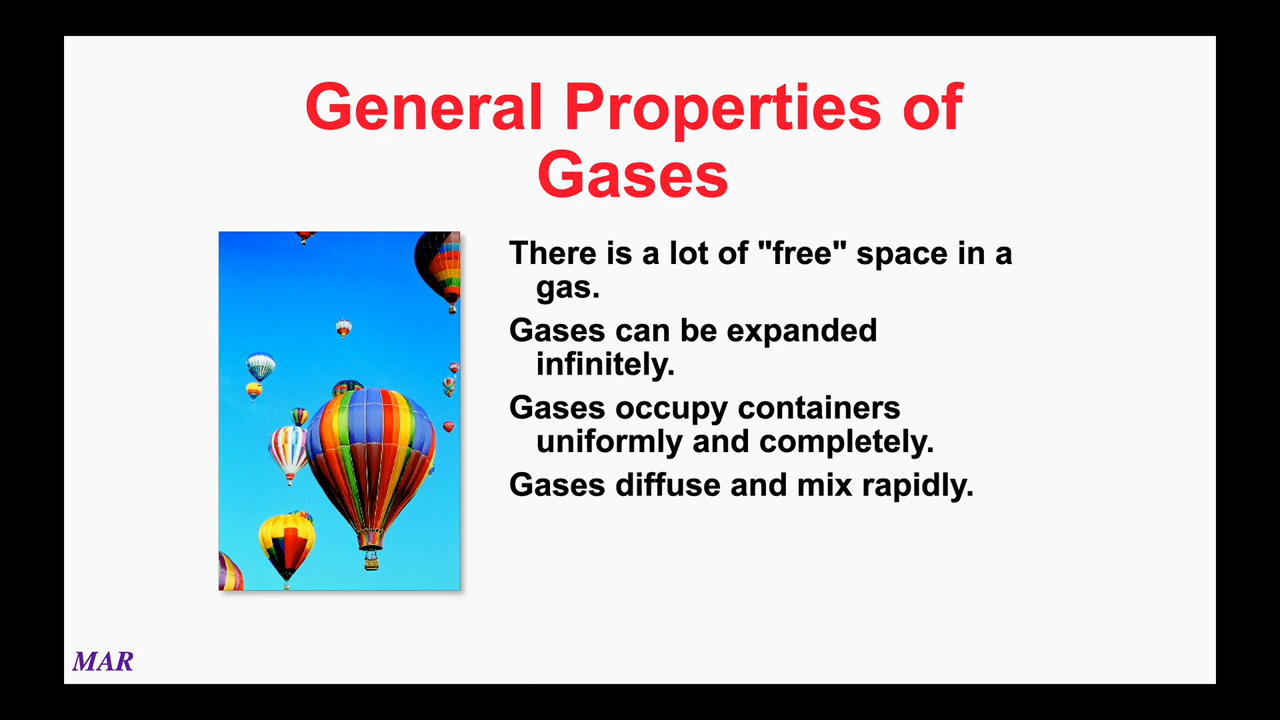 General Properties of
Gases
There is a lot of "free" space in a
gas.
Gases can be expanded
infinitely.
Gases occupy containers
uniformly and completely.
Gases diffuse and mix rapidly.
MAR